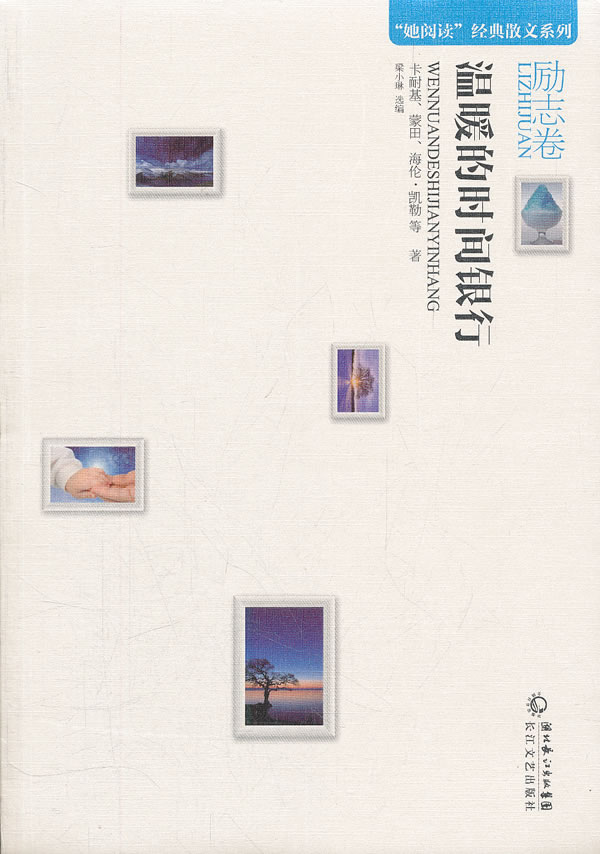 “她阅读”经典散文系列
励志卷
LIZHIJUAN
温暖的时间银行
WENNUANDESHIJIANYINHANG
卡耐基、蒙田、海伦·凯勒 等 著
梁小琳 选编
湖北长江出版集团
长江文艺出版社